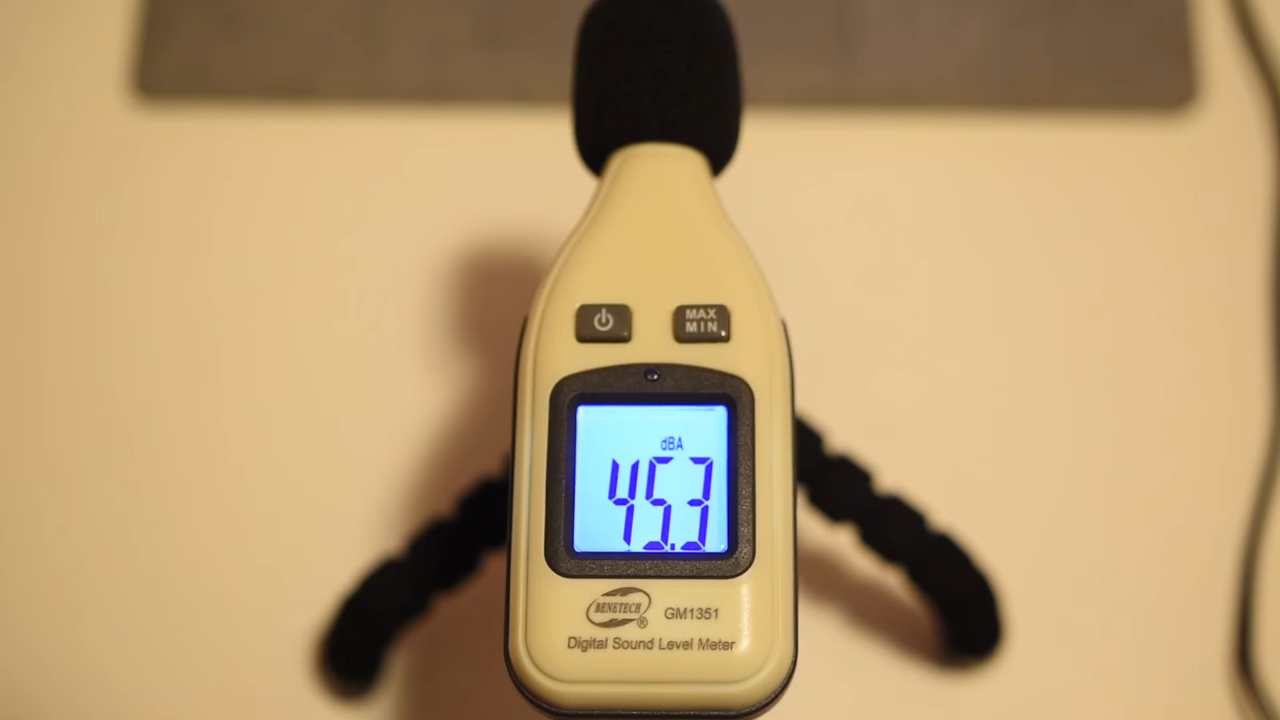 MAX
MIN
dBA
45.3
BENETECH ®
GM1351
Digital Sound Level Meter